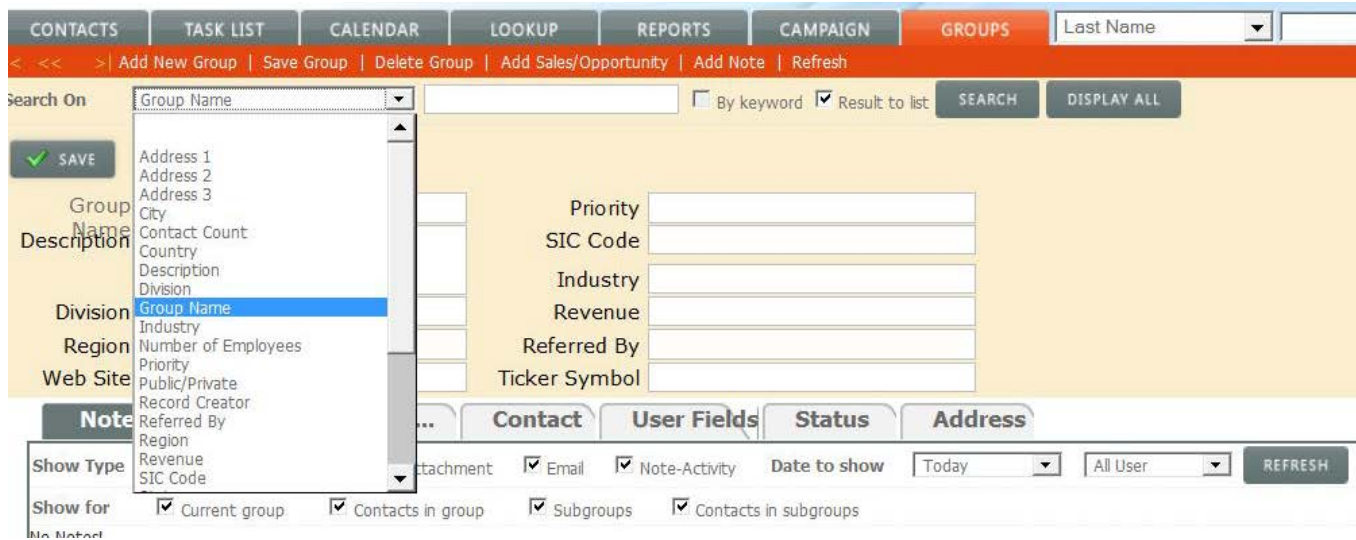 CONTACTS TASK LIST CALENDAR LOOKUP REPORTS CAMPAIGN GROUPS Last Name
< << >| Add New Group | Save Group | Delete Group | Add Sales/Opportunity | Add Note | Refresh
Search On Group Name By keyword Result to list SEARCH DISPLAY ALL
SAVE
Address 1
Address 2
Address 3
City
Contact Count
Country
Description
Division
Group Name
Industry
Number of Employees
Priority
Public/Private
Record Creator
Referred By
Region
Revenue
SIC Code
Group Name
Description
Division
Region
Web Site
Priority
SIC Code
Industry
Revenue
Referred By
Ticker Symbol
Note ... Contact User Fields Status Address
Show Type ttachment Email Note-Activity Date to show Today All User REFRESH
Show for Current group Contacts in group Subgroups Contacts in subgroups
No Notes!